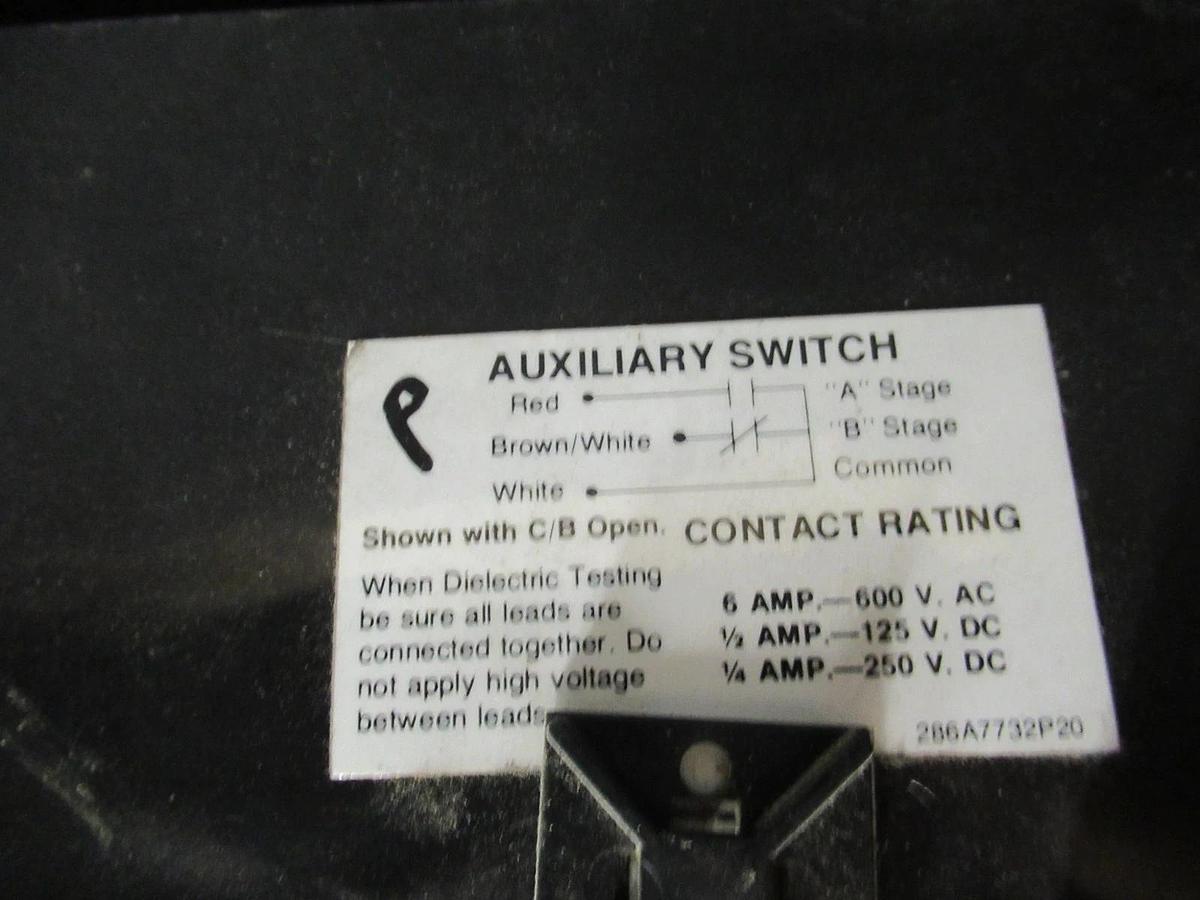 AUXILIARY SWITCH
Red "A" Stage
Brown/White "B" Stage
Common
White
Shown with C/B Open. CONTACT RATING
When Dielectric Testing
be sure all leads are
connected together. Do
not apply high voltage
between leads
6 AMP.—600 V. AC
½ AMP.—125 V. DC
¼ AMP.—250 V. DC
286A7732P20